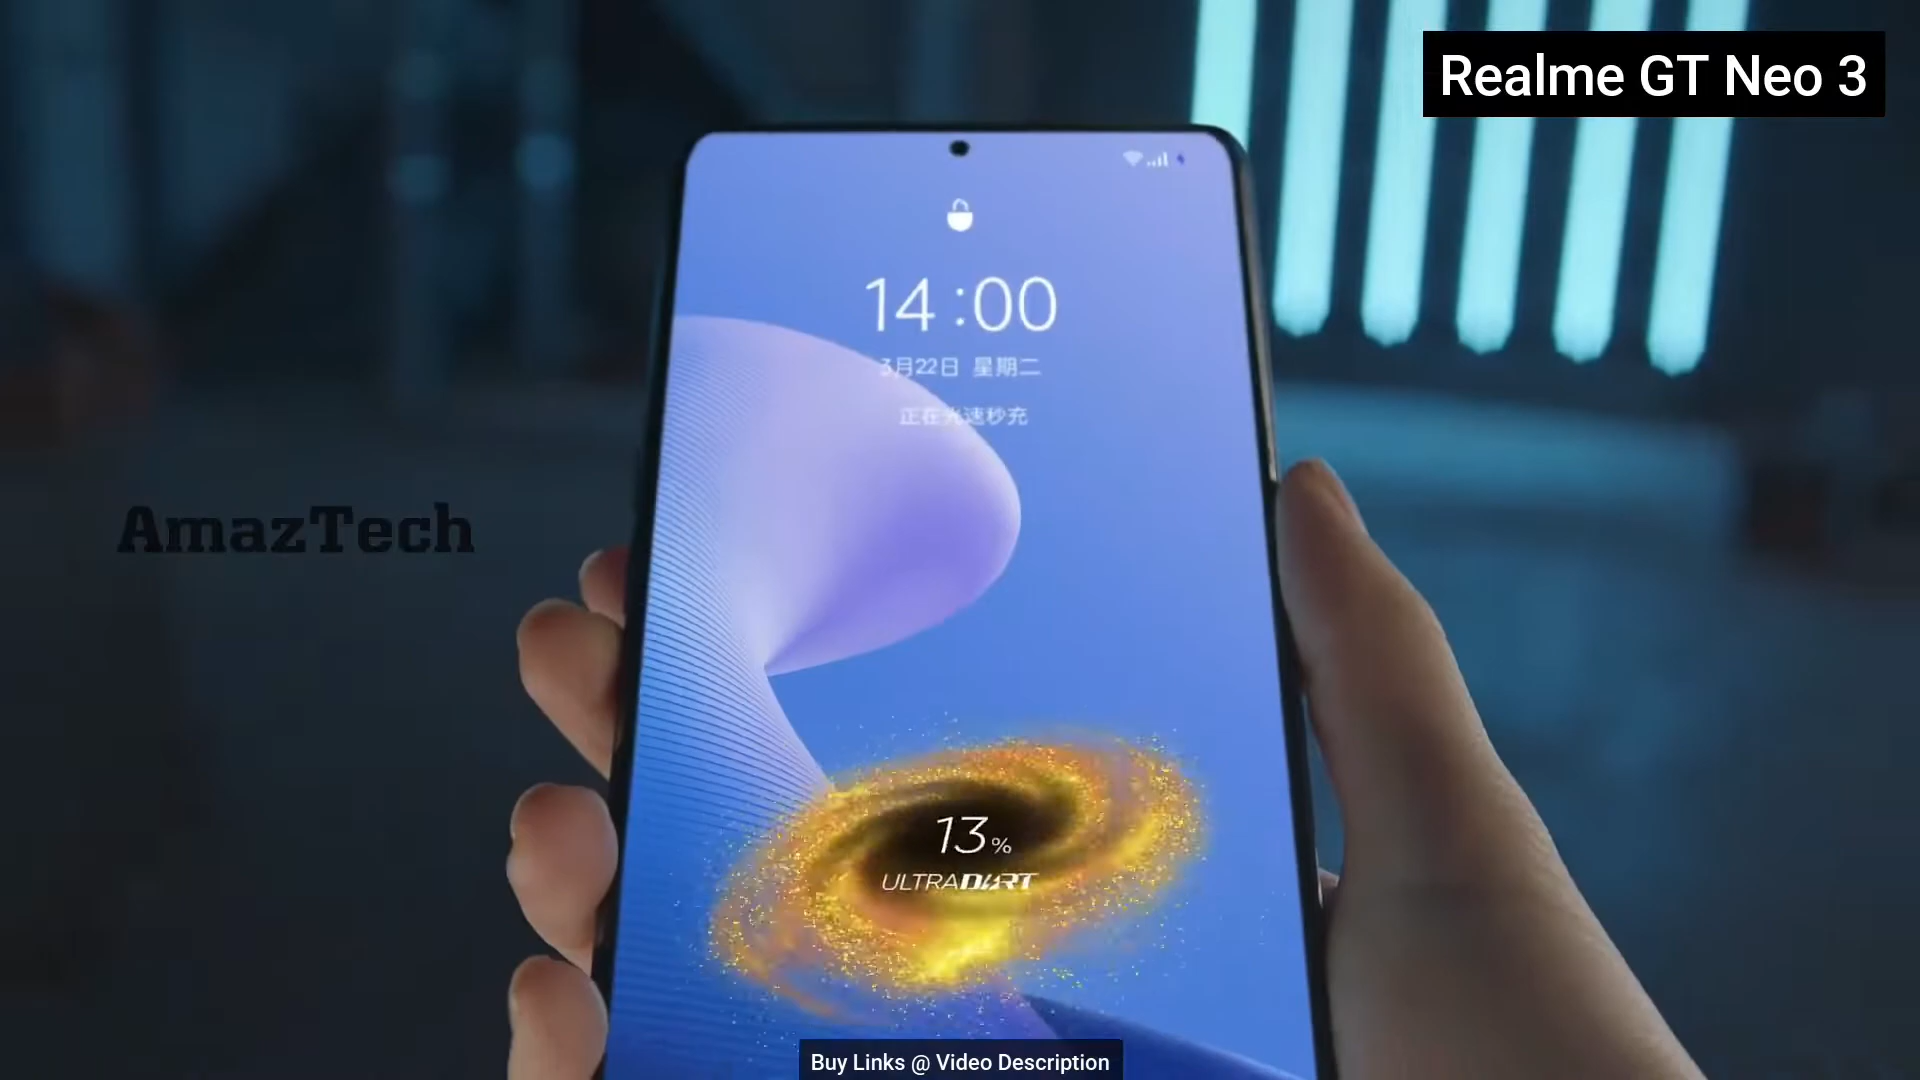 Realme GT Neo 3
14:00
3月22日 星期二
正在光速秒充
AmazTech
13%
ULTRADART
Buy Links @ Video Description